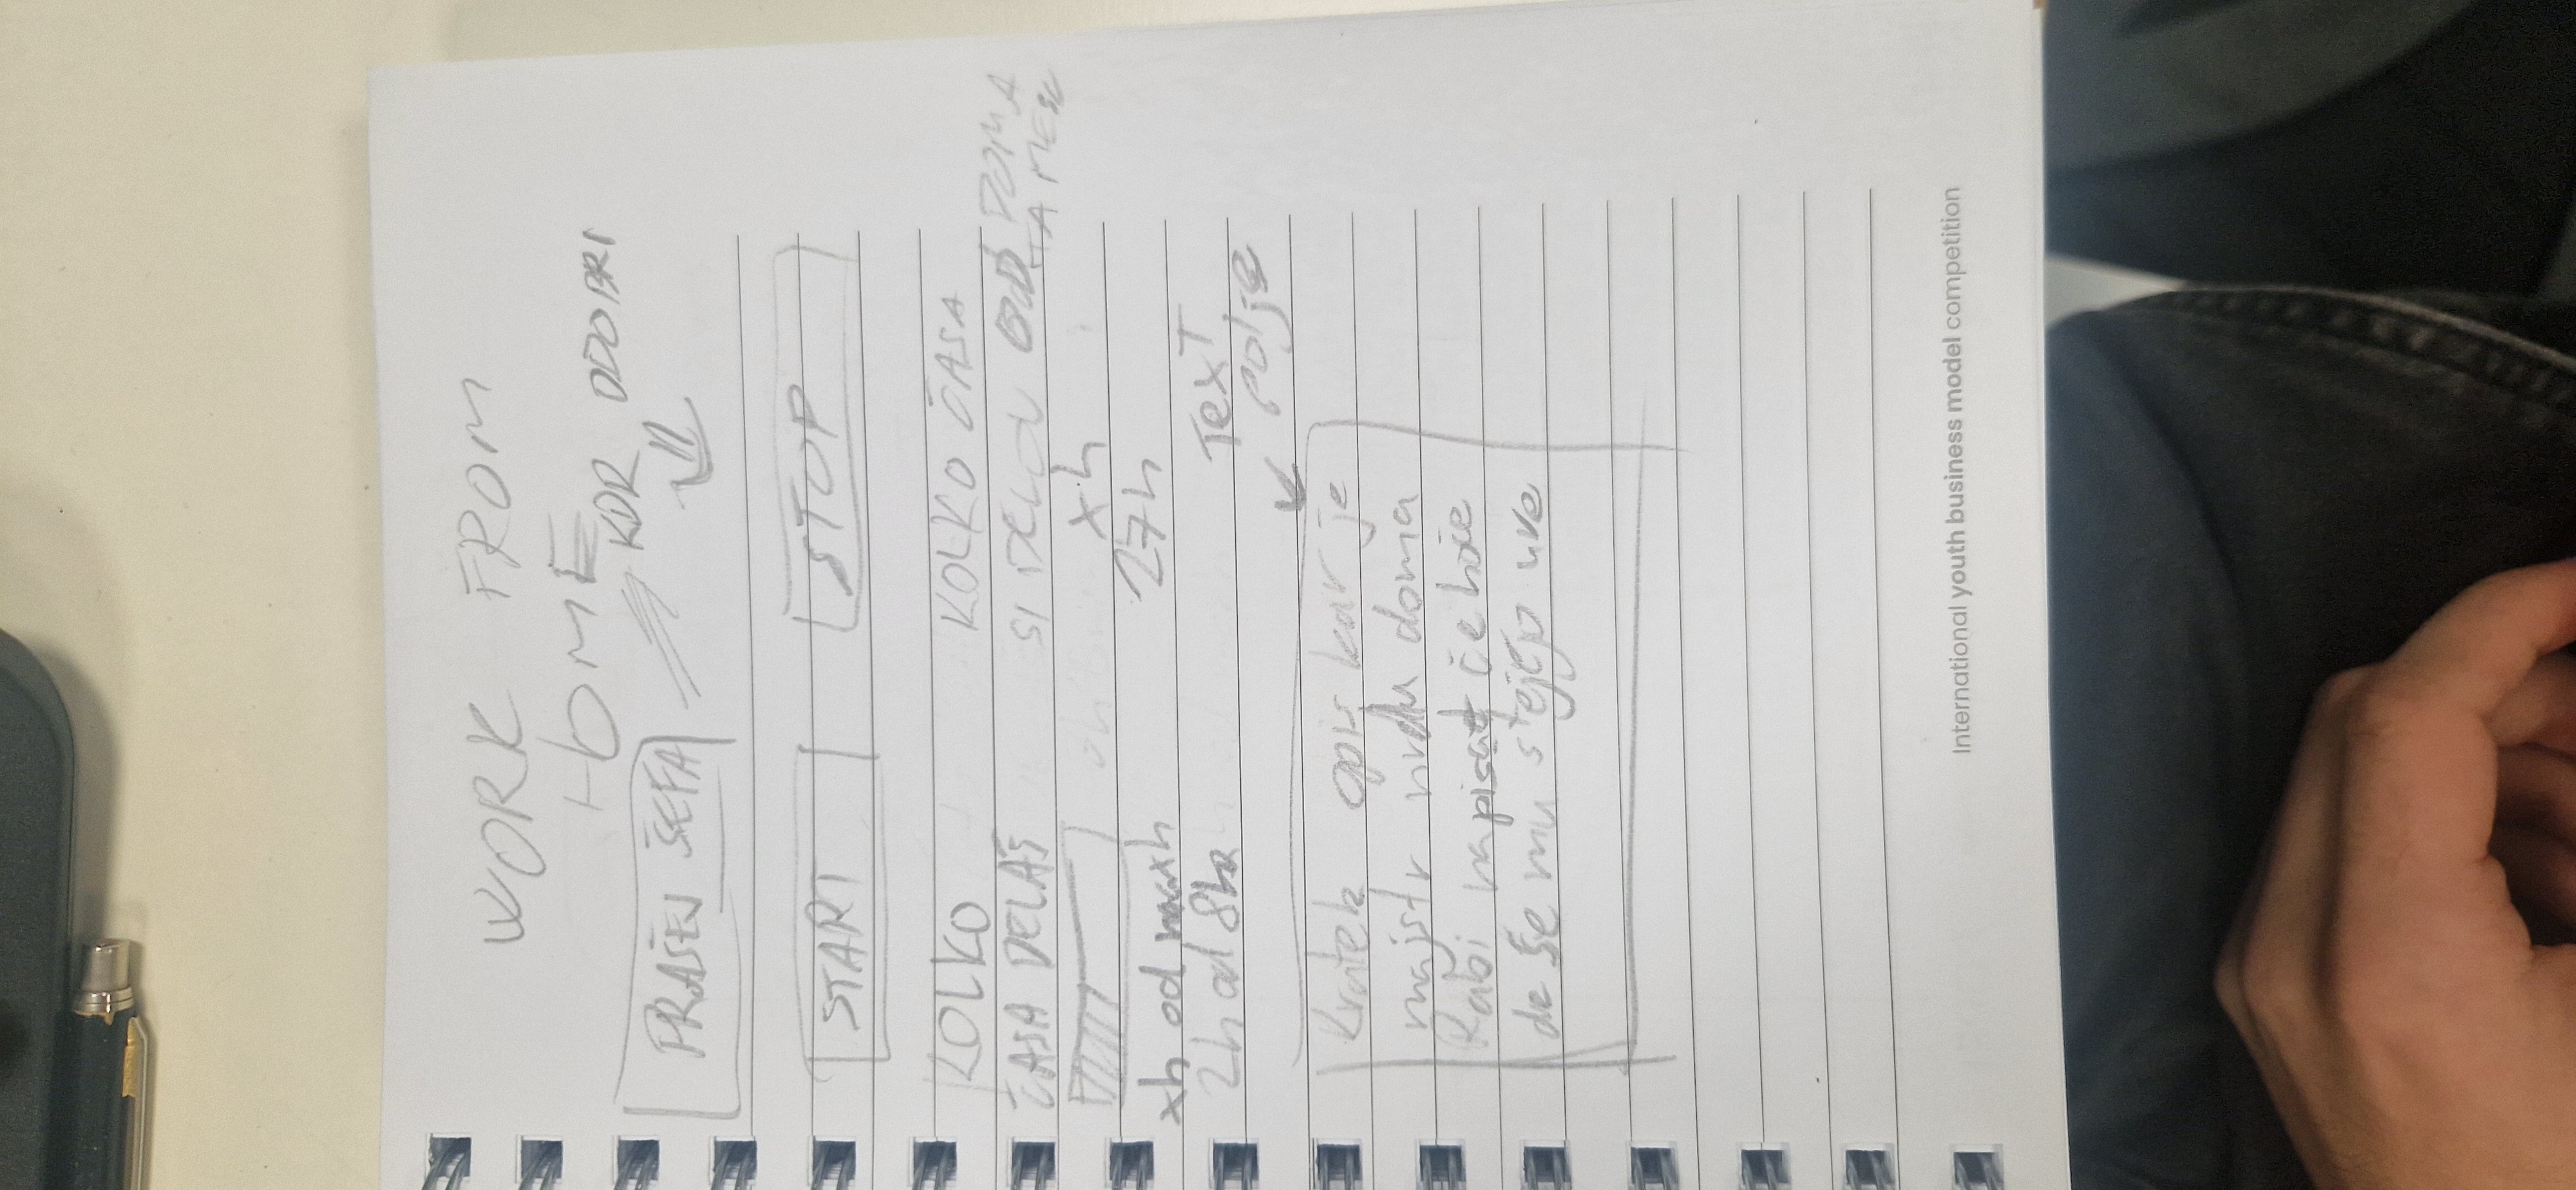 WORK FROM
HOME
KDR ODOBRI
PRAŠEJ ŠEFA
START STOP
KOLKO
ČASA DELAŠ
KOLKO ČASA
SI DELOU OD DOMA
TA MESC
xh
27h
xh od maxh
2h od 8h
TexT
polje
Kratek opis kar je
majstr nrdu doma
Rabi napisat če hoče
de se mu štejejo ure
International youth business model competition